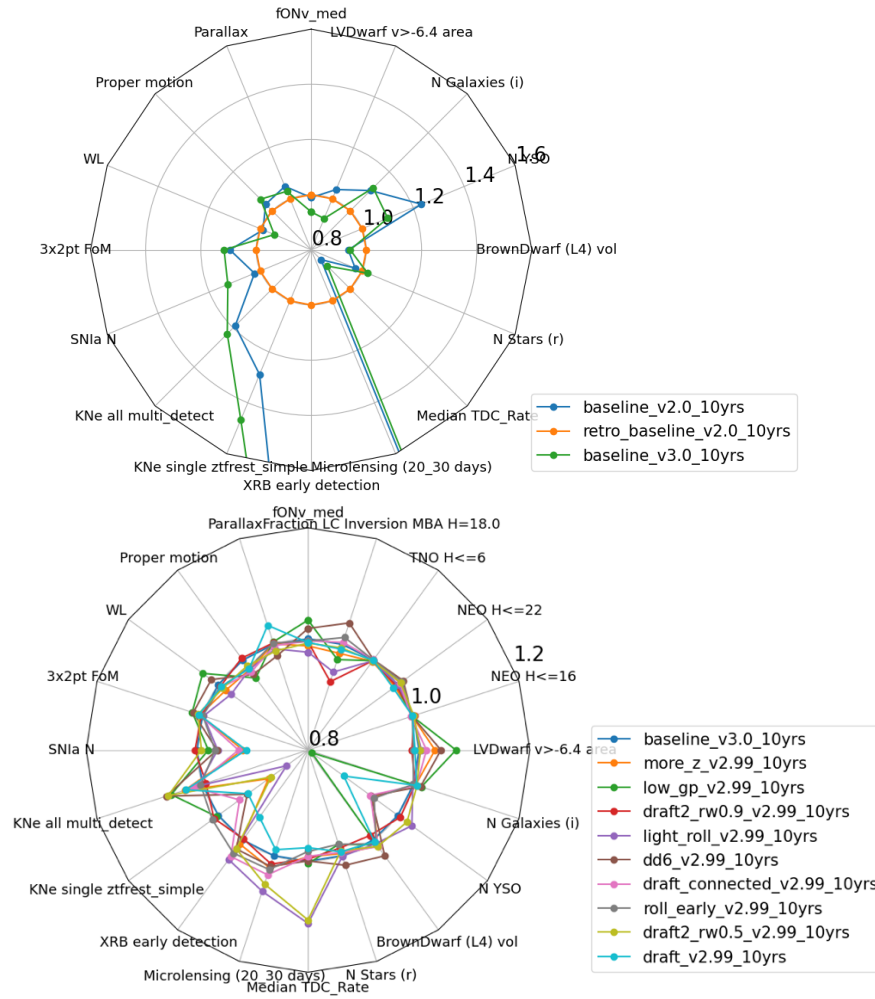 fONv_med
Parallax
LVDwarf v>-6.4 area
Proper motion
N Galaxies (i)
WL
N YSO
1.6
1.4
1.2
1.0
0.8
3x2pt FoM
BrownDwarf (L4) vol
SNIa N
N Stars (r)
KNe all multi_detect
Median TDC_Rate
KNe single ztfrest_simple
Microlensing (20_30 days)
XRB early detection
baseline_v2.0_10yrs
retro_baseline_v2.0_10yrs
baseline_v3.0_10yrs
fONv_med
Parallax
Fraction LC Inversion MBA H=18.0
Proper motion
TNO H<=6
WL
NEO H<=22
1.2
3x2pt FoM
NEO H<=16
1.0
0.8
SNIa N
LVDwarf v>-6.4 area
KNe all multi_detect
N Galaxies (i)
KNe single ztfrest_simple
N YSO
XRB early detection
BrownDwarf (L4) vol
Microlensing (20_30 days)
N Stars (r)
Median TDC_Rate
baseline_v3.0_10yrs
more_z_v2.99_10yrs
low_gp_v2.99_10yrs
draft2_rw0.9_v2.99_10yrs
light_roll_v2.99_10yrs
dd6_v2.99_10yrs
draft_connected_v2.99_10yrs
roll_early_v2.99_10yrs
draft2_rw0.5_v2.99_10yrs
draft_v2.99_10yrs